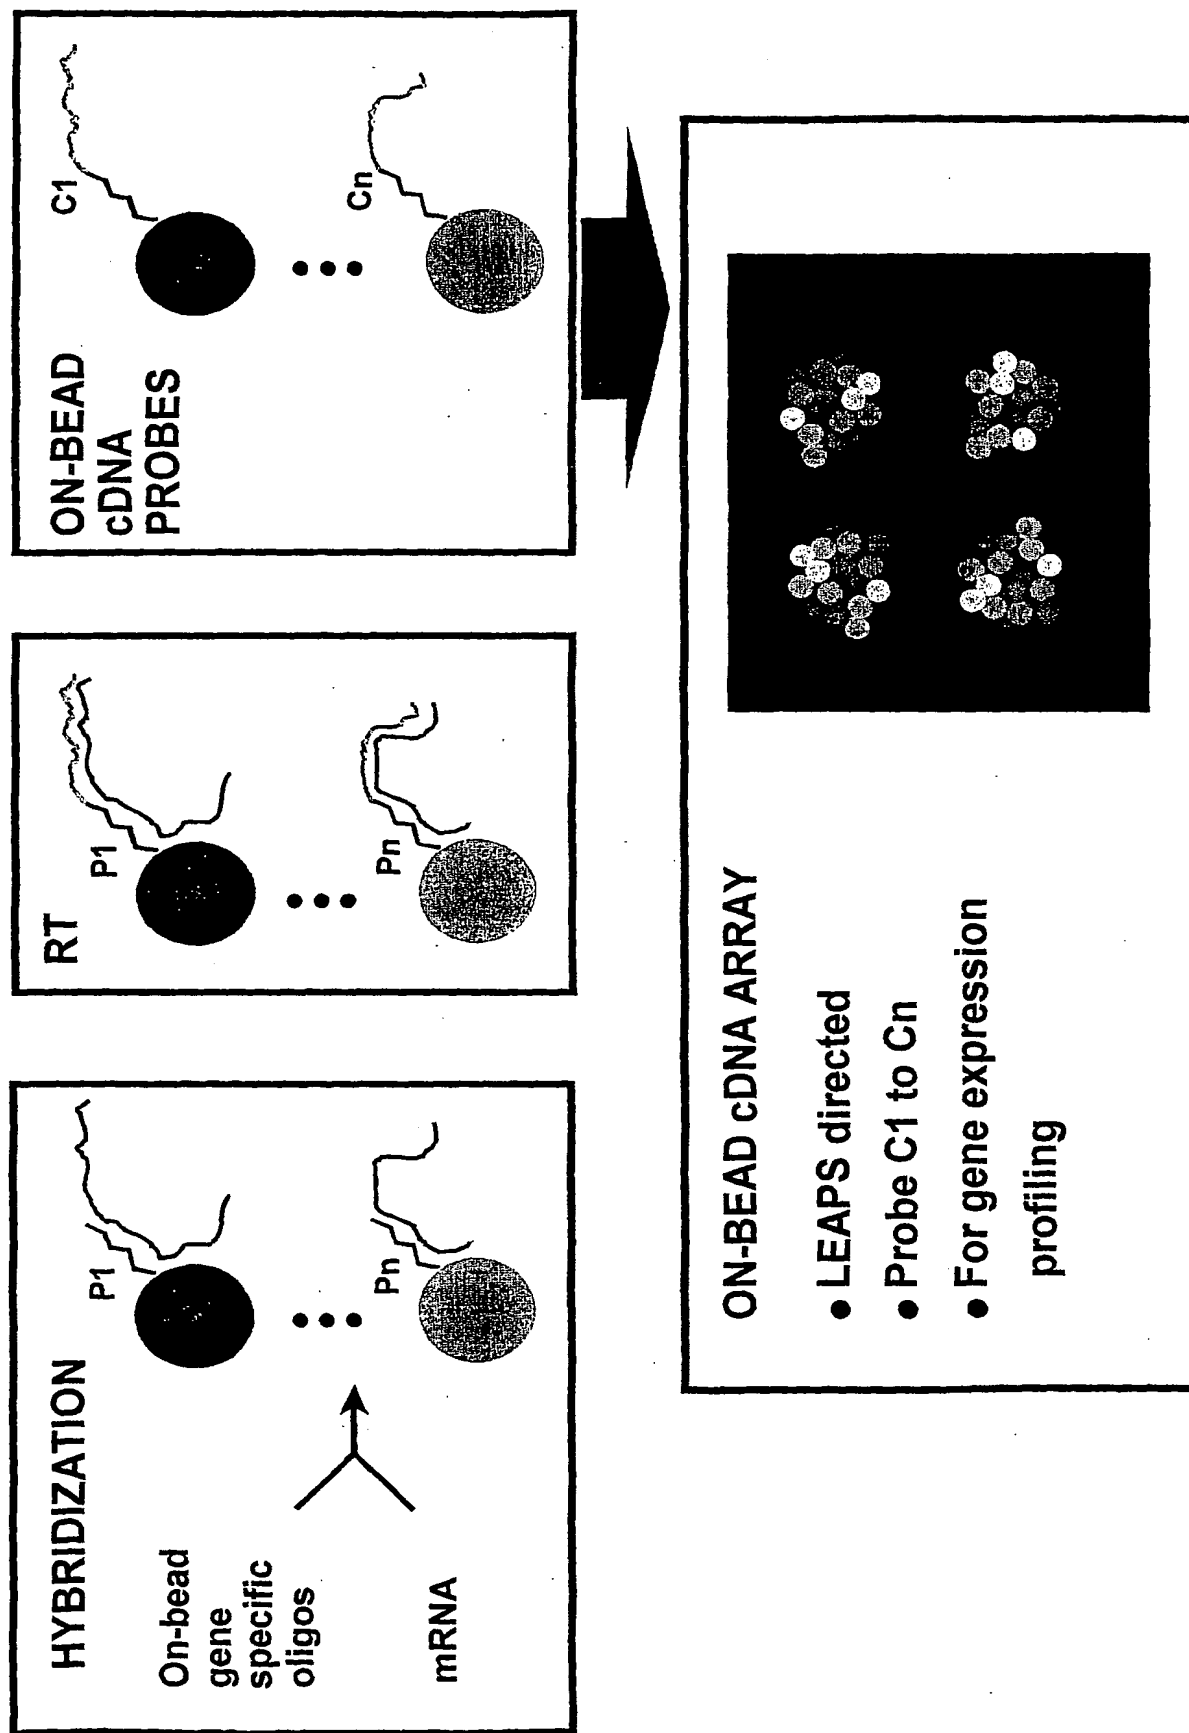 HYBRIDIZATION
On-bead
gene
specific
oligos
mRNA
P1
Pn
RT
P1
Pn
ON-BEAD
cDNA
PROBES
C1
Cn
ON-BEAD cDNA ARRAY
● LEAPS directed
● Probe C1 to Cn
● For gene expression
profiling